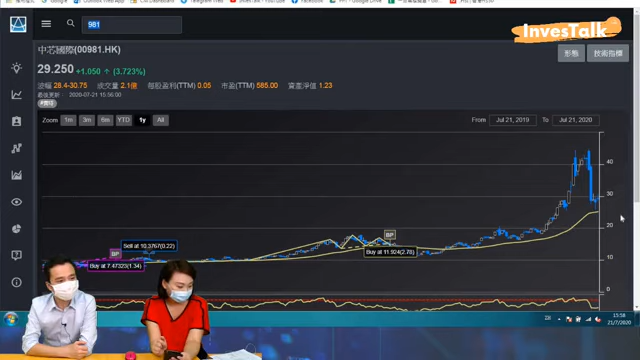 981
InvesTalk
中芯國際(00981.HK)
形態
技術指標
29.250 +1.050 ↑ (3.723%)
波幅 28.4-30.75 成交量 2.1億 每股盈利(TTM) 0.05 市盈(TTM) 585.00 資產淨值 1.23
2020-07-21 15:56:00
Zoom 1m 3m 6m YTD 1y All
From Jul 21, 2019 To Jul 21, 2020
40
30
20
10
0
BP
Sell at 10.3767(0.22)
BP
Buy at 11.924(2.78)
Buy at 7.47323(1.34)
15:58
21/7/2020